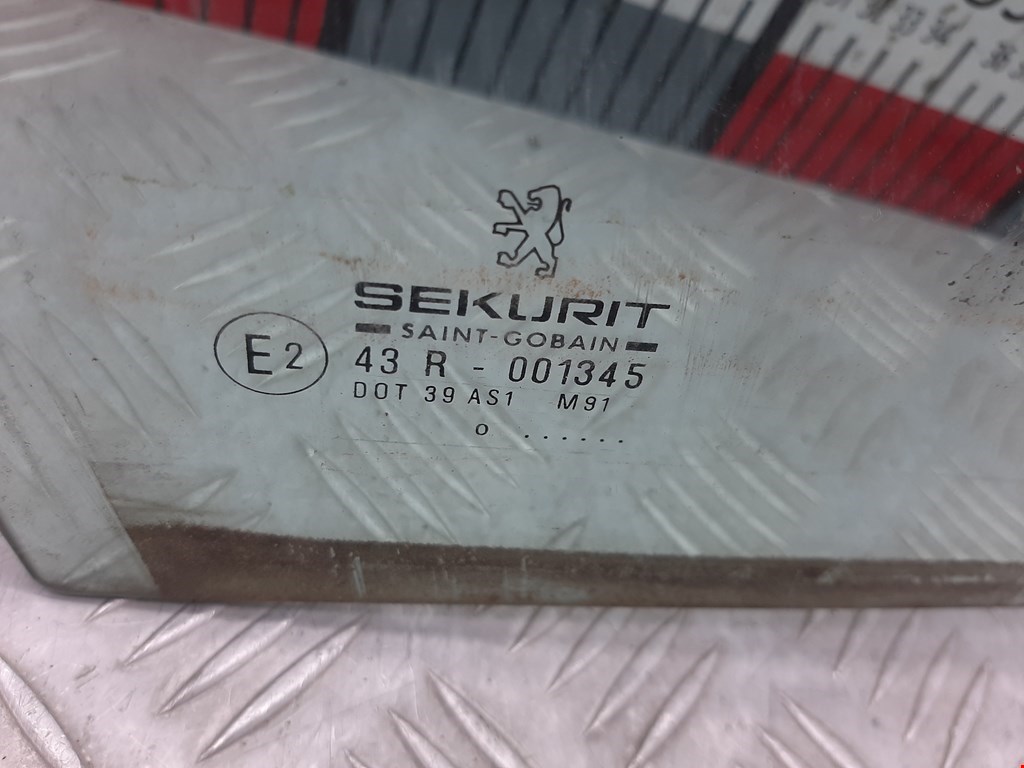 SEKURIT
SAINT-GOBAIN
E2
43 R - 001345
DOT 39 AS1 M91
o ......